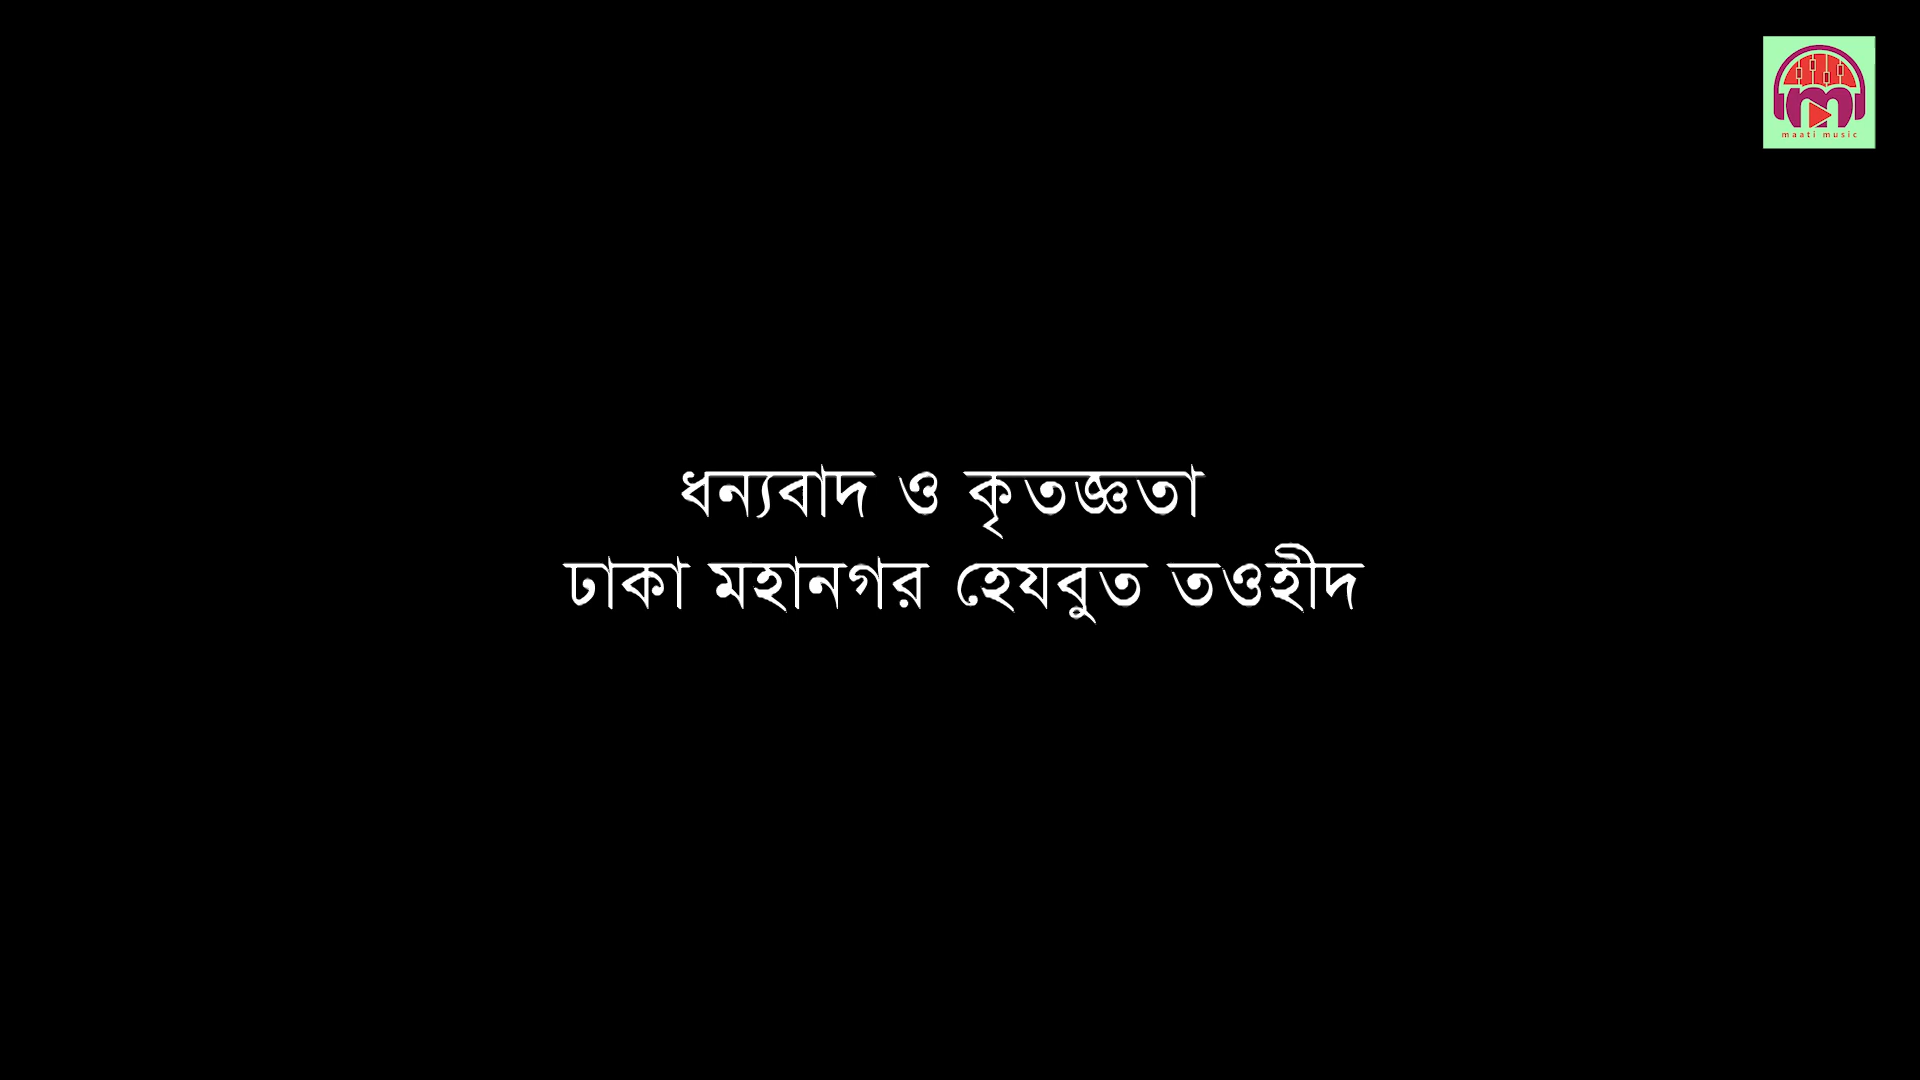 maati music
ধন্যবাদ ও কৃতজ্ঞতা
ঢাকা মহানগর হেযবুত তওহীদ